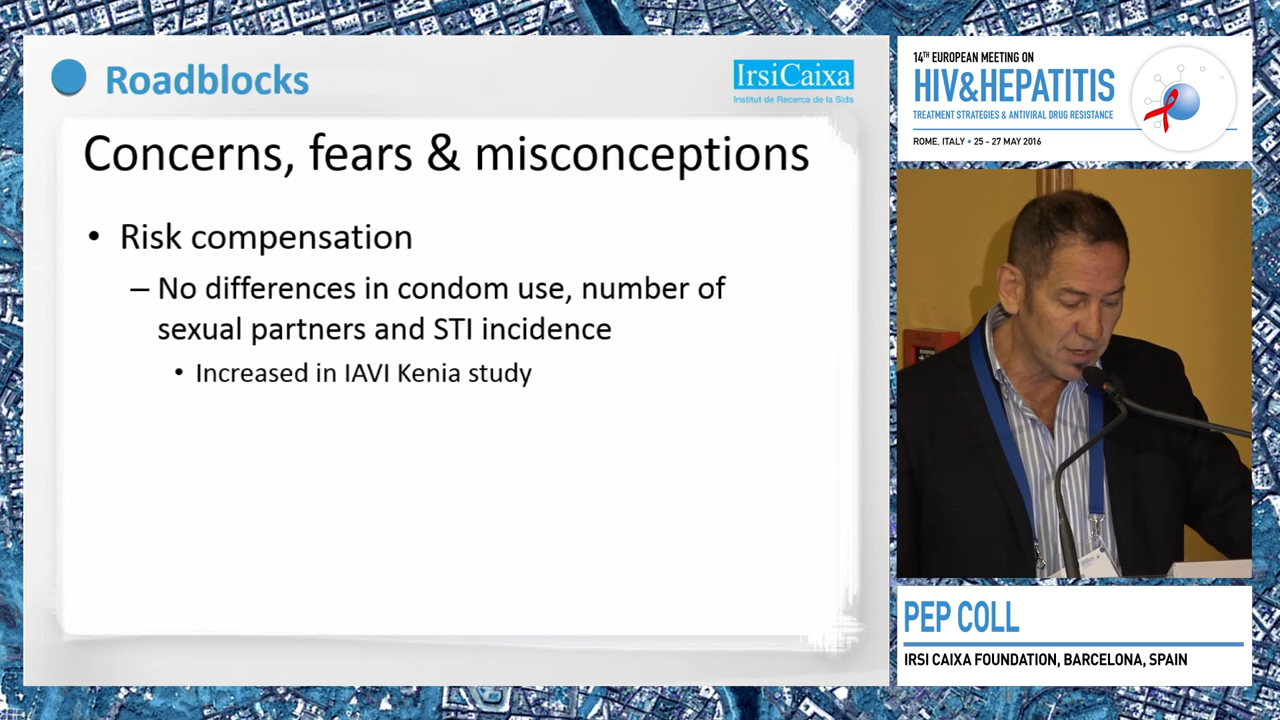 Roadblocks
IrsiCaixa
Institut de Recerca de la Sida
Concerns, fears & misconceptions
• Risk compensation
– No differences in condom use, number of
sexual partners and STI incidence
• Increased in IAVI Kenia study
14TH EUROPEAN MEETING ON
HIV&HEPATITIS
TREATMENT STRATEGIES & ANTIVIRAL DRUG RESISTANCE
ROME, ITALY • 25 - 27 MAY 2016
PEP COLL
IRSI CAIXA FOUNDATION, BARCELONA, SPAIN